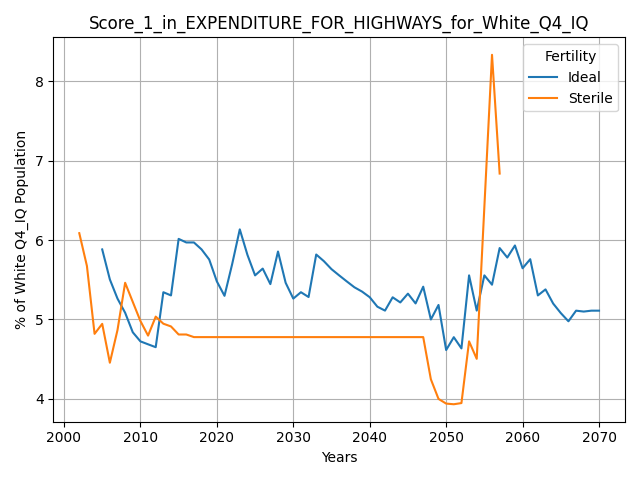 Score_1_in_EXPENDITURE_FOR_HIGHWAYS_for_White_Q4_IQ
Fertility
Ideal
Sterile
% of White Q4_IQ Population
8
7
6
5
4
2000 2010 2020 2030 2040 2050 2060 2070
Years